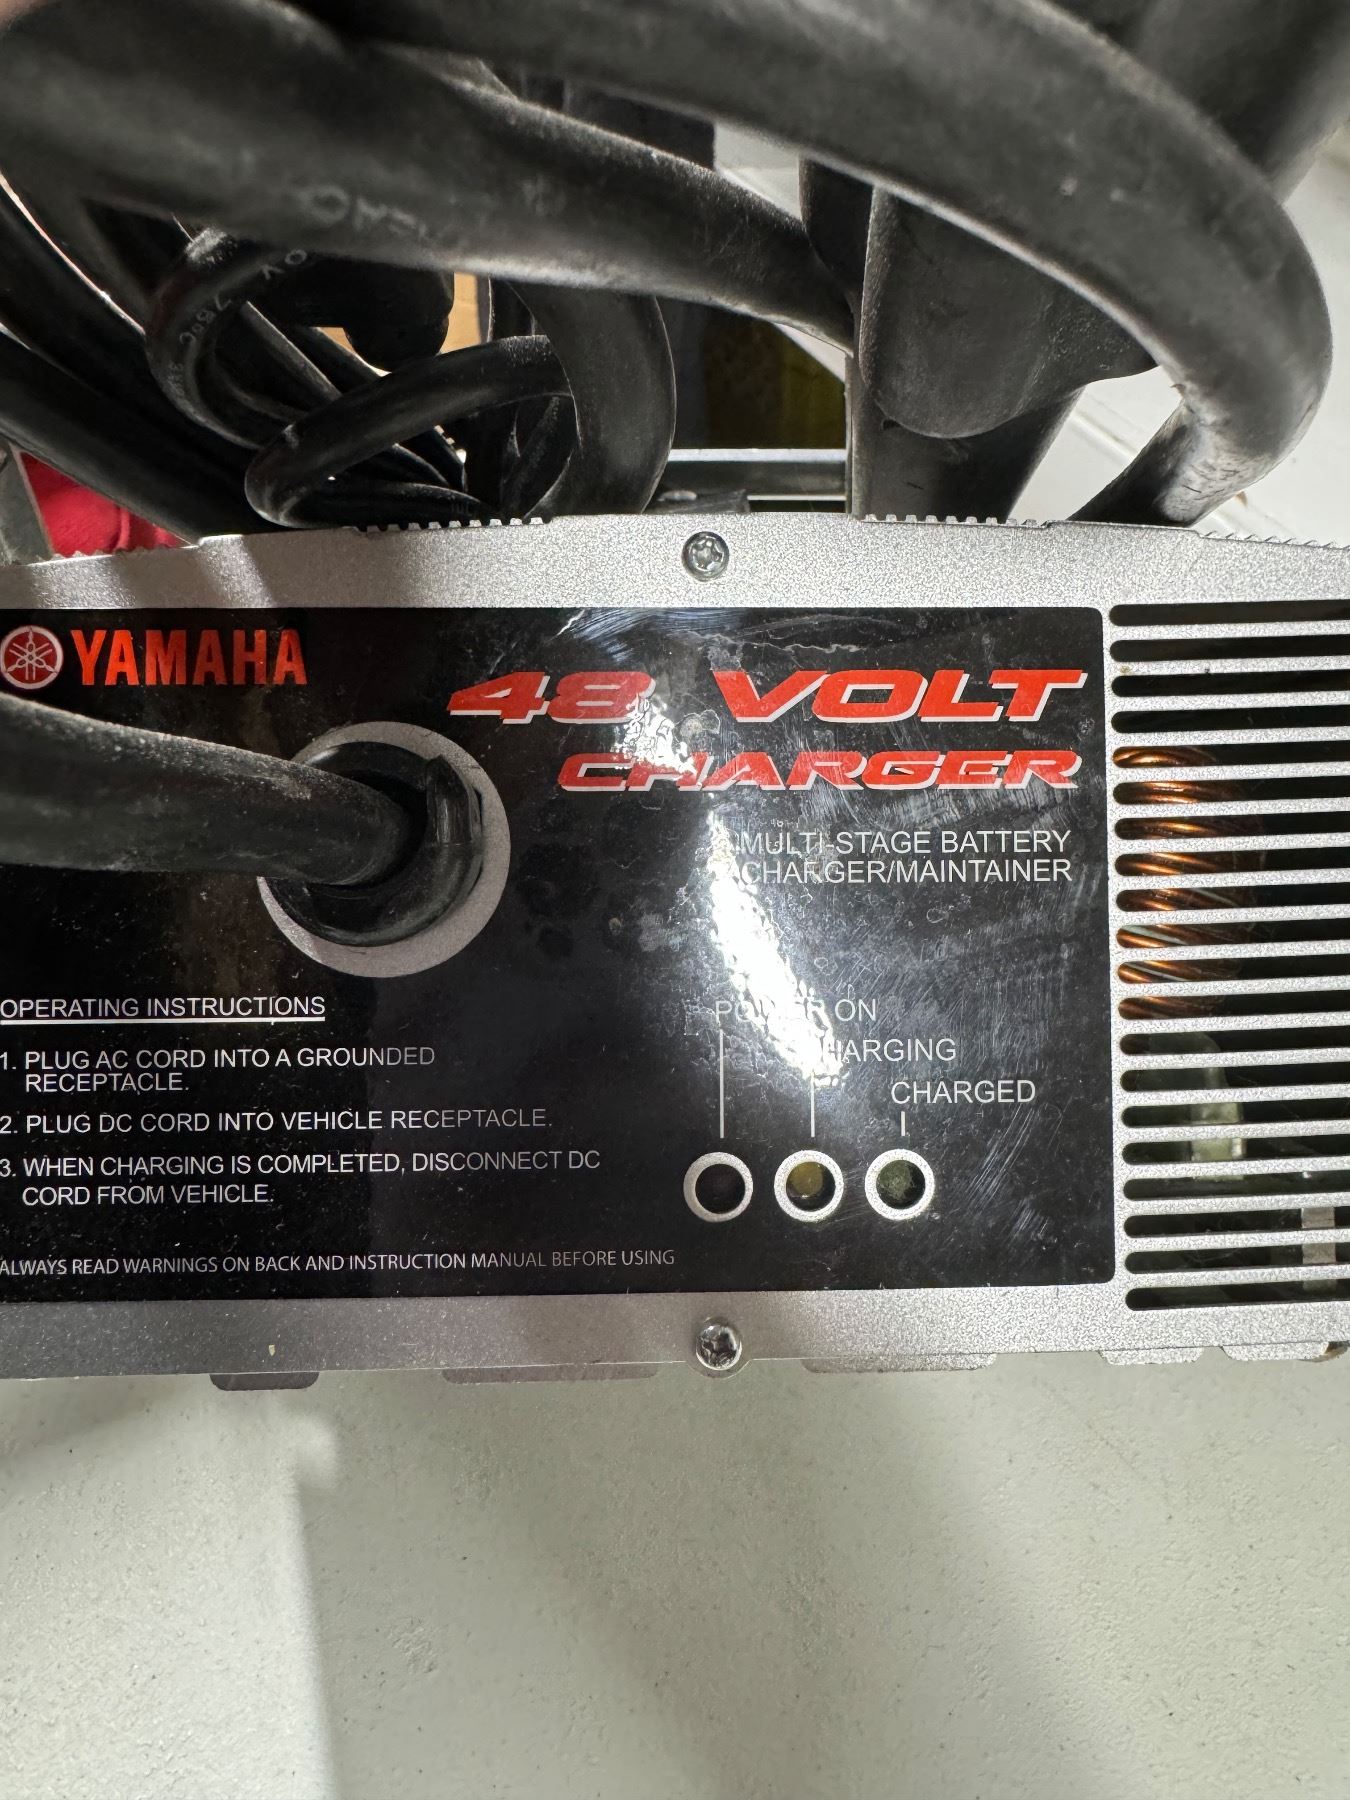 YAMAHA
48 VOLT
CHARGER
MULTI-STAGE BATTERY
CHARGER/MAINTAINER
OPERATING INSTRUCTIONS
1. PLUG AC CORD INTO A GROUNDED
RECEPTACLE.
2. PLUG DC CORD INTO VEHICLE RECEPTACLE.
3. WHEN CHARGING IS COMPLETED, DISCONNECT DC
CORD FROM VEHICLE.
ALWAYS READ WARNINGS ON BACK AND INSTRUCTION MANUAL BEFORE USING
POWER ON
CHARGING
CHARGED